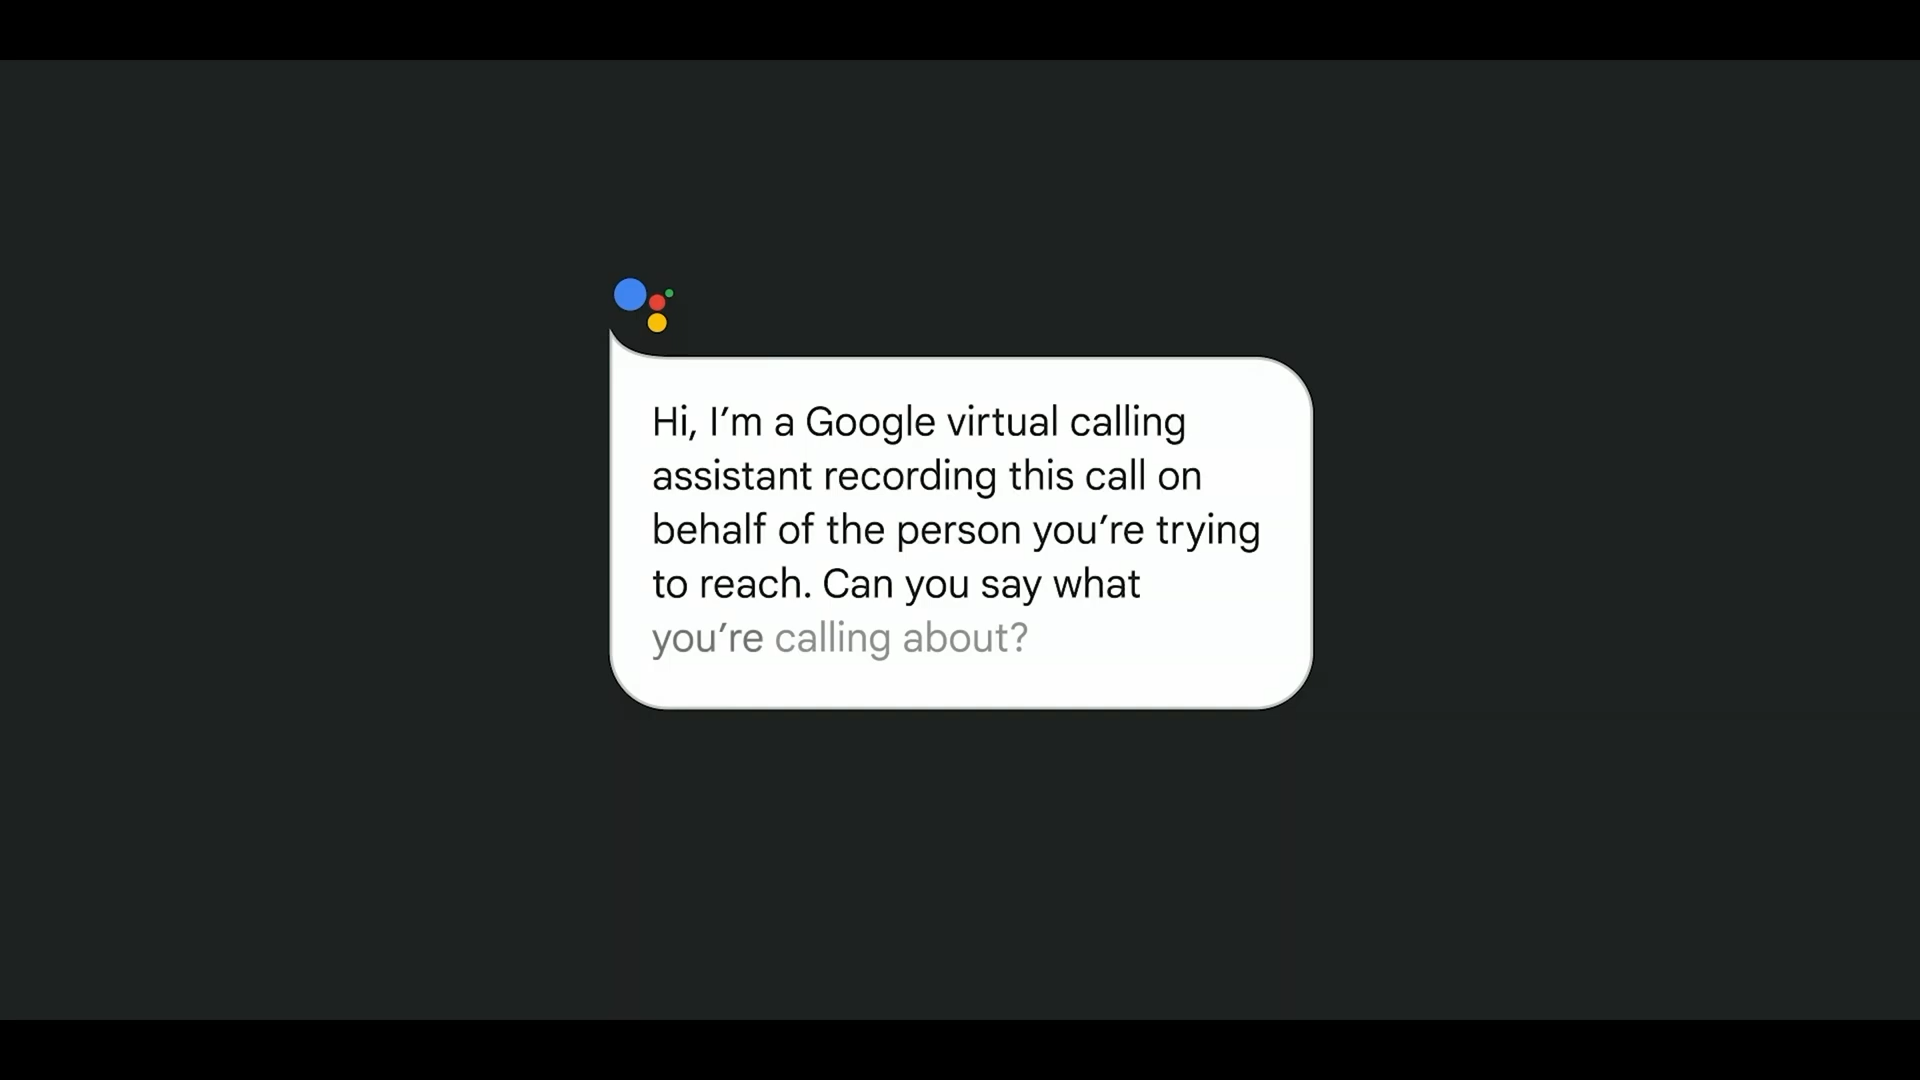 Hi, I’m a Google virtual calling
assistant recording this call on
behalf of the person you’re trying
to reach. Can you say what
you’re calling about?